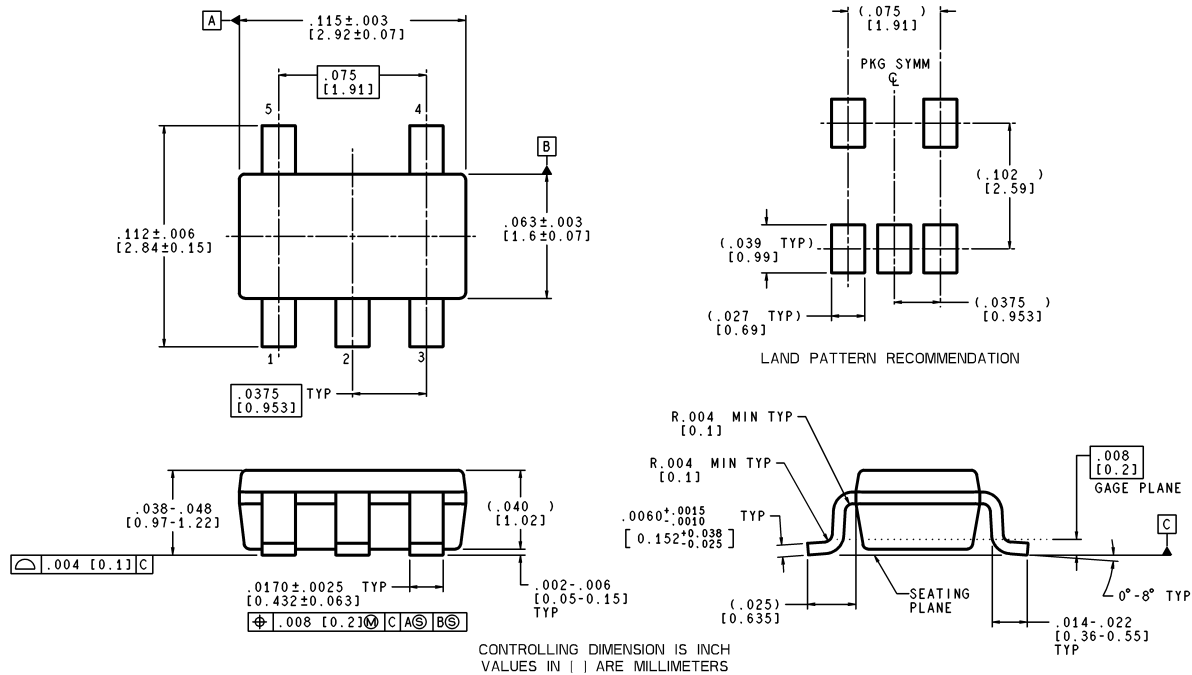 A
.115±.003
[2.92±0.07]
.075
[1.91]
5
4
B
.112±.006
[2.84±0.15]
.063±.003
[1.6±0.07]
1
2
3
.0375 TYP
[0.953]
(.075 )
[1.91]
PKG SYMM
℄
(.102 )
[2.59]
(.039 TYP)
[0.99]
(.027 TYP)
[0.69]
(.0375 )
[0.953]
LAND PATTERN RECOMMENDATION
.038-.048
[0.97-1.22]
(.040 )
[1.02]
⌓ .004 [0.1] C
.0170±.0025 TYP
[0.432±0.063]
⌖ .008 [0.2]Ⓜ C AⓈ BⓈ
.002-.006
[0.05-0.15]
TYP
R.004 MIN TYP
[0.1]
R.004 MIN TYP
[0.1]
.0060+.0015-.0010 TYP
[0.152+0.038-0.025]
.008
[0.2]
GAGE PLANE
C
SEATING
PLANE
0°-8° TYP
(.025)
[0.635]
.014-.022
[0.36-0.55]
TYP
CONTROLLING DIMENSION IS INCH
VALUES IN [ ] ARE MILLIMETERS